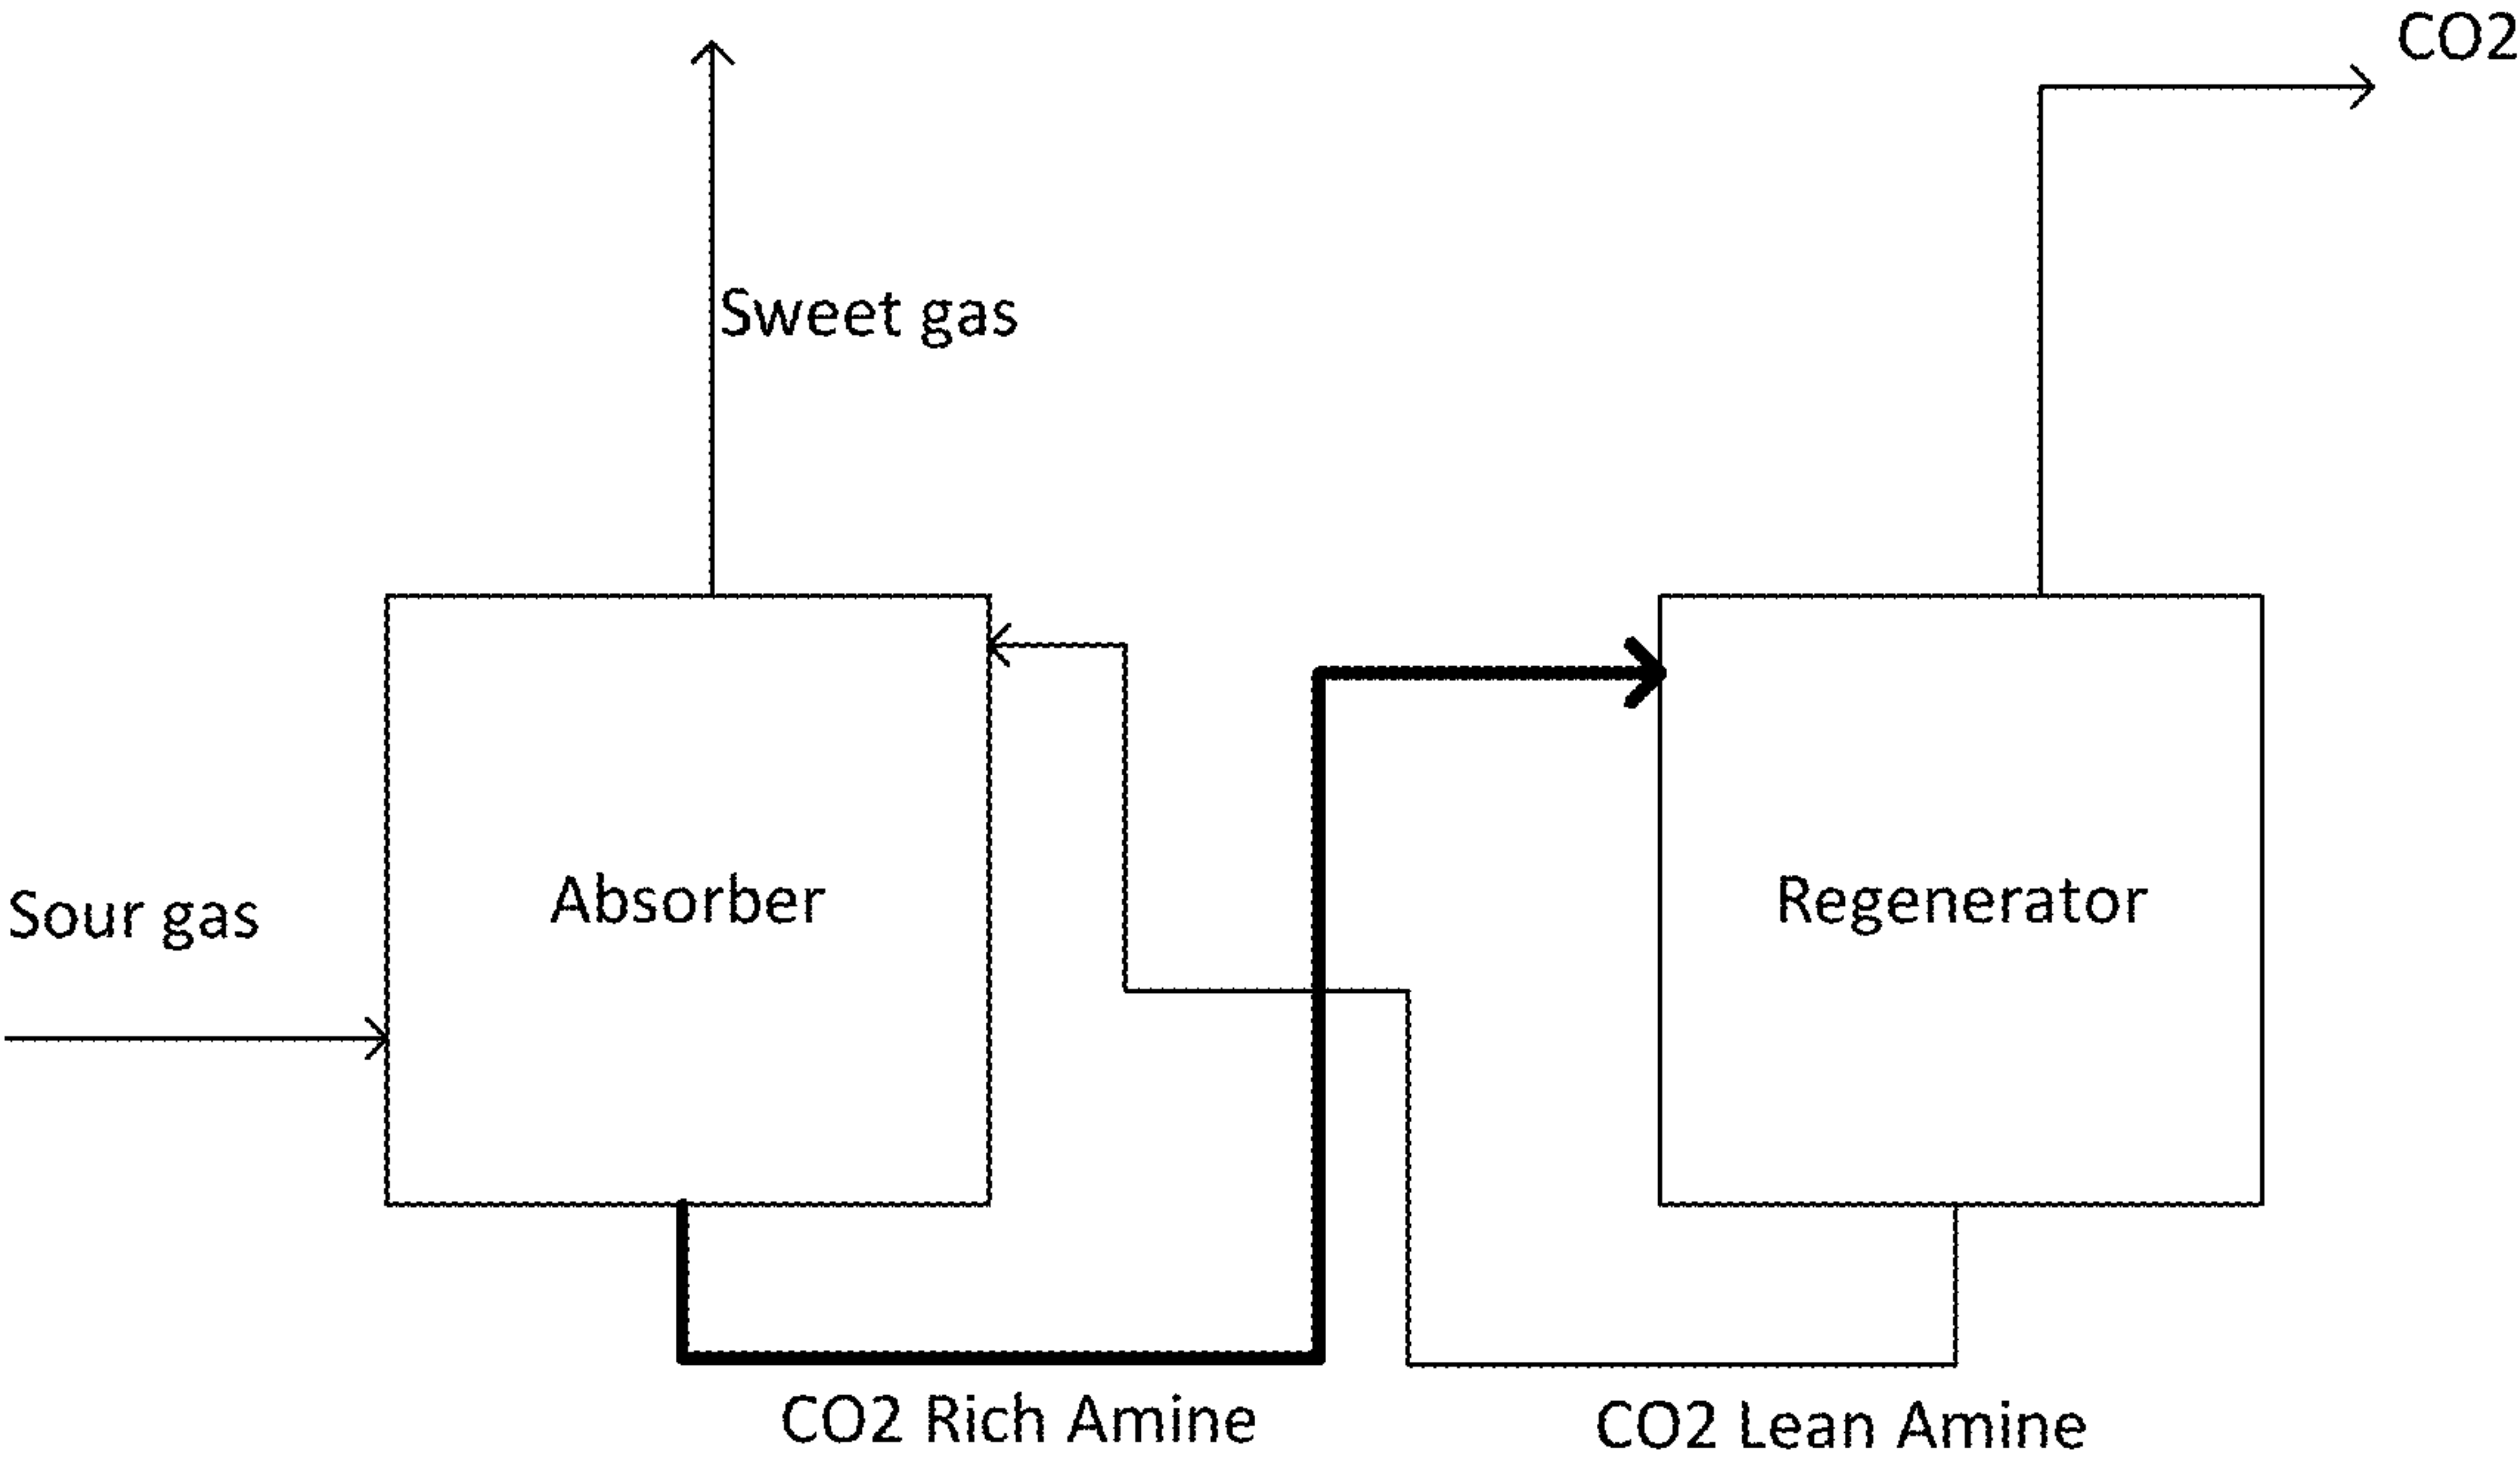 CO2
Sweet gas
Sour gas
Absorber
Regenerator
CO2 Rich Amine
CO2 Lean Amine